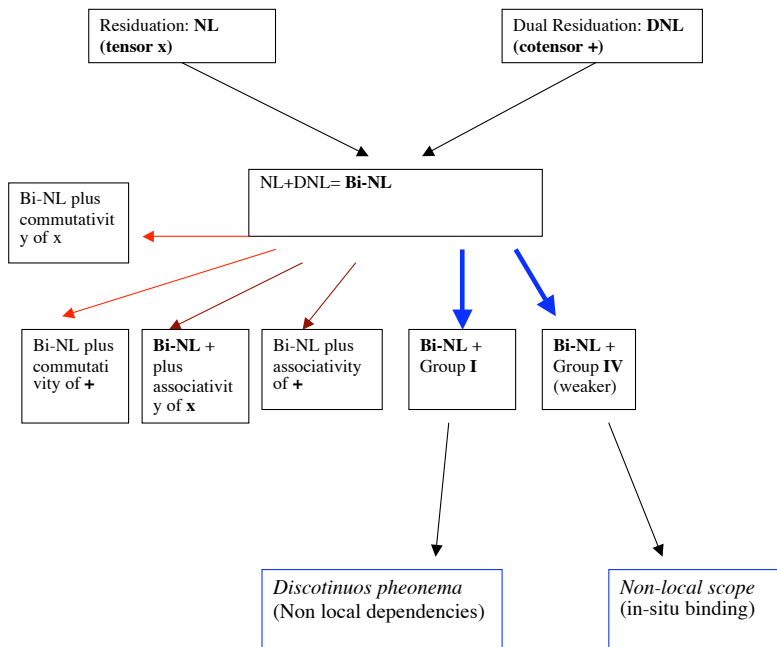 Residuation: NL
(tensor x)
Dual Residuation: DNL
(cotensor +)
NL+DNL= Bi-NL
Bi-NL plus
commutativit
y of x
Bi-NL plus
commutati
vity of +
Bi-NL +
plus
associativit
y of x
Bi-NL plus
associativity
of +
Bi-NL +
Group I
Bi-NL +
Group IV
(weaker)
Discotinuos pheonema
(Non local dependencies)
Non-local scope
(in-situ binding)